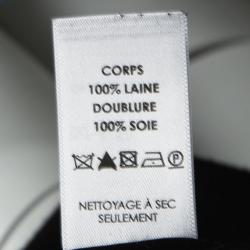 CORPS
100% LAINE
DOUBLURE
100% SOIE
P
NETTOYAGE À SEC
SEULEMENT